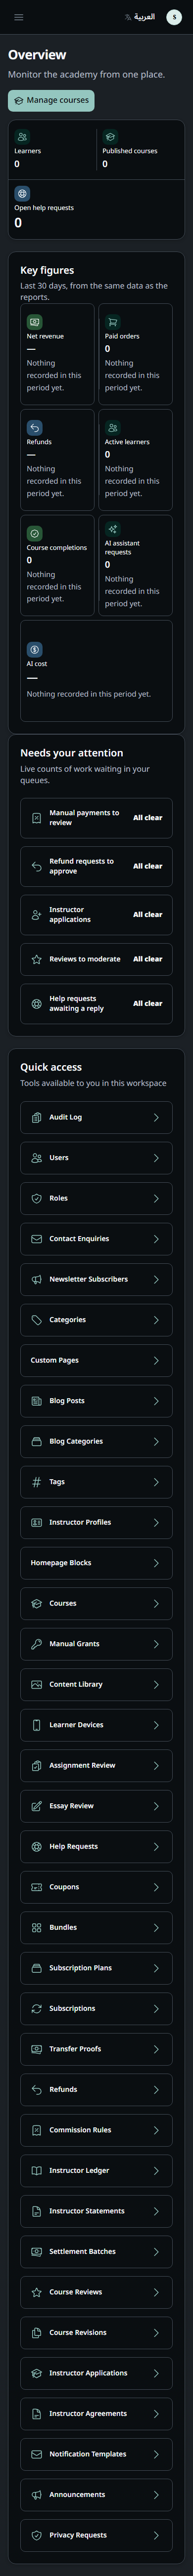 العربية
S
Overview
Monitor the academy from one place.
Manage courses
Learners
0
Published courses
0
Open help requests
0
Key figures
Last 30 days, from the same data as the
reports.
Net revenue
—
Nothing
recorded in this
period yet.
Paid orders
0
Nothing
recorded in this
period yet.
Refunds
—
Nothing
recorded in this
period yet.
Active learners
0
Nothing
recorded in this
period yet.
Course completions
0
Nothing
recorded in this
period yet.
AI assistant
requests
0
Nothing
recorded in this
period yet.
AI cost
—
Nothing recorded in this period yet.
Needs your attention
Live counts of work waiting in your
queues.
Manual payments to
review
All clear
Refund requests to
approve
All clear
Instructor
applications
All clear
Reviews to moderate
All clear
Help requests
awaiting a reply
All clear
Quick access
Tools available to you in this workspace
Audit Log
Users
Roles
Contact Enquiries
Newsletter Subscribers
Categories
Custom Pages
Blog Posts
Blog Categories
Tags
Instructor Profiles
Homepage Blocks
Courses
Manual Grants
Content Library
Learner Devices
Assignment Review
Essay Review
Help Requests
Coupons
Bundles
Subscription Plans
Subscriptions
Transfer Proofs
Refunds
Commission Rules
Instructor Ledger
Instructor Statements
Settlement Batches
Course Reviews
Course Revisions
Instructor Applications
Instructor Agreements
Notification Templates
Announcements
Privacy Requests